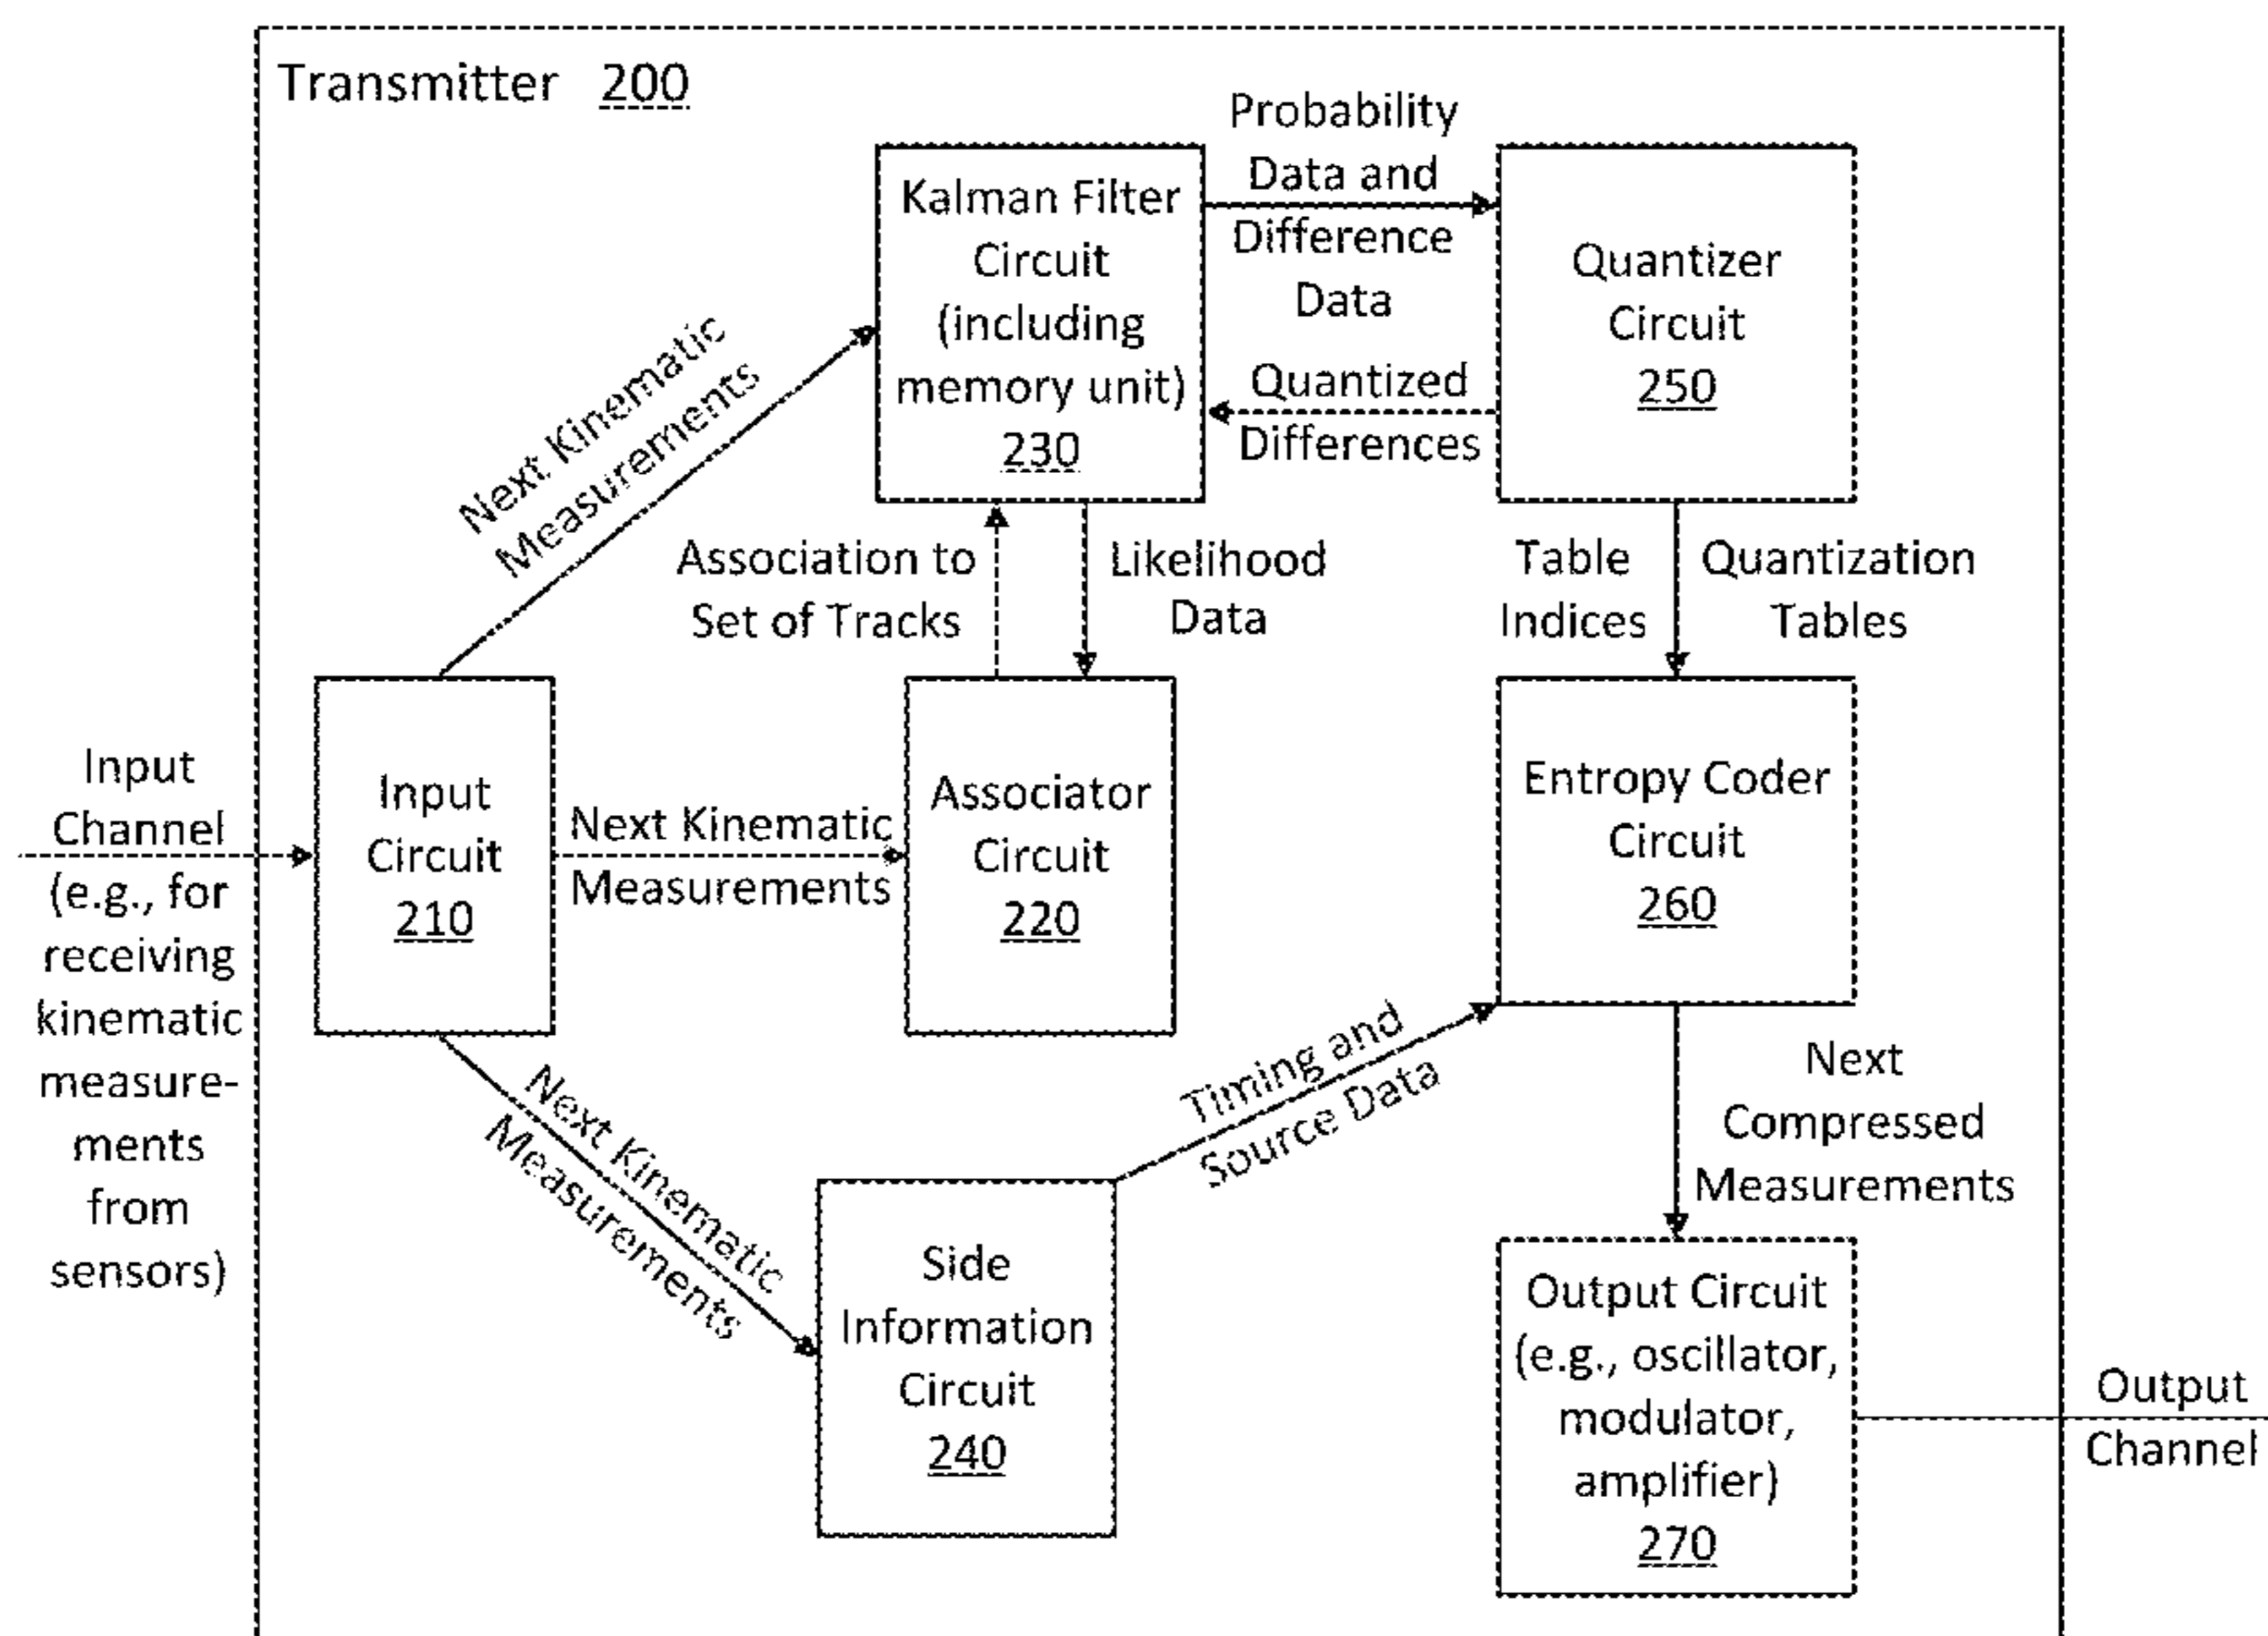 Transmitter 200
Probability
Data and
Difference
Data
Kalman Filter
Circuit
(including
memory unit)
230
Quantizer
Circuit
250
Quantized
Differences
Next Kinematic
Measurements
Association to
Set of Tracks
Likelihood
Data
Table
Indices
Quantization
Tables
Input
Channel
(e.g., for
receiving
kinematic
measure-
ments
from
sensors)
Input
Circuit
210
Next Kinematic
Measurements
Associator
Circuit
220
Entropy Coder
Circuit
260
Next Kinematic
Measurements
Timing and
Source Data
Next
Compressed
Measurements
Side
Information
Circuit
240
Output Circuit
(e.g., oscillator,
modulator,
amplifier)
270
Output
Channel